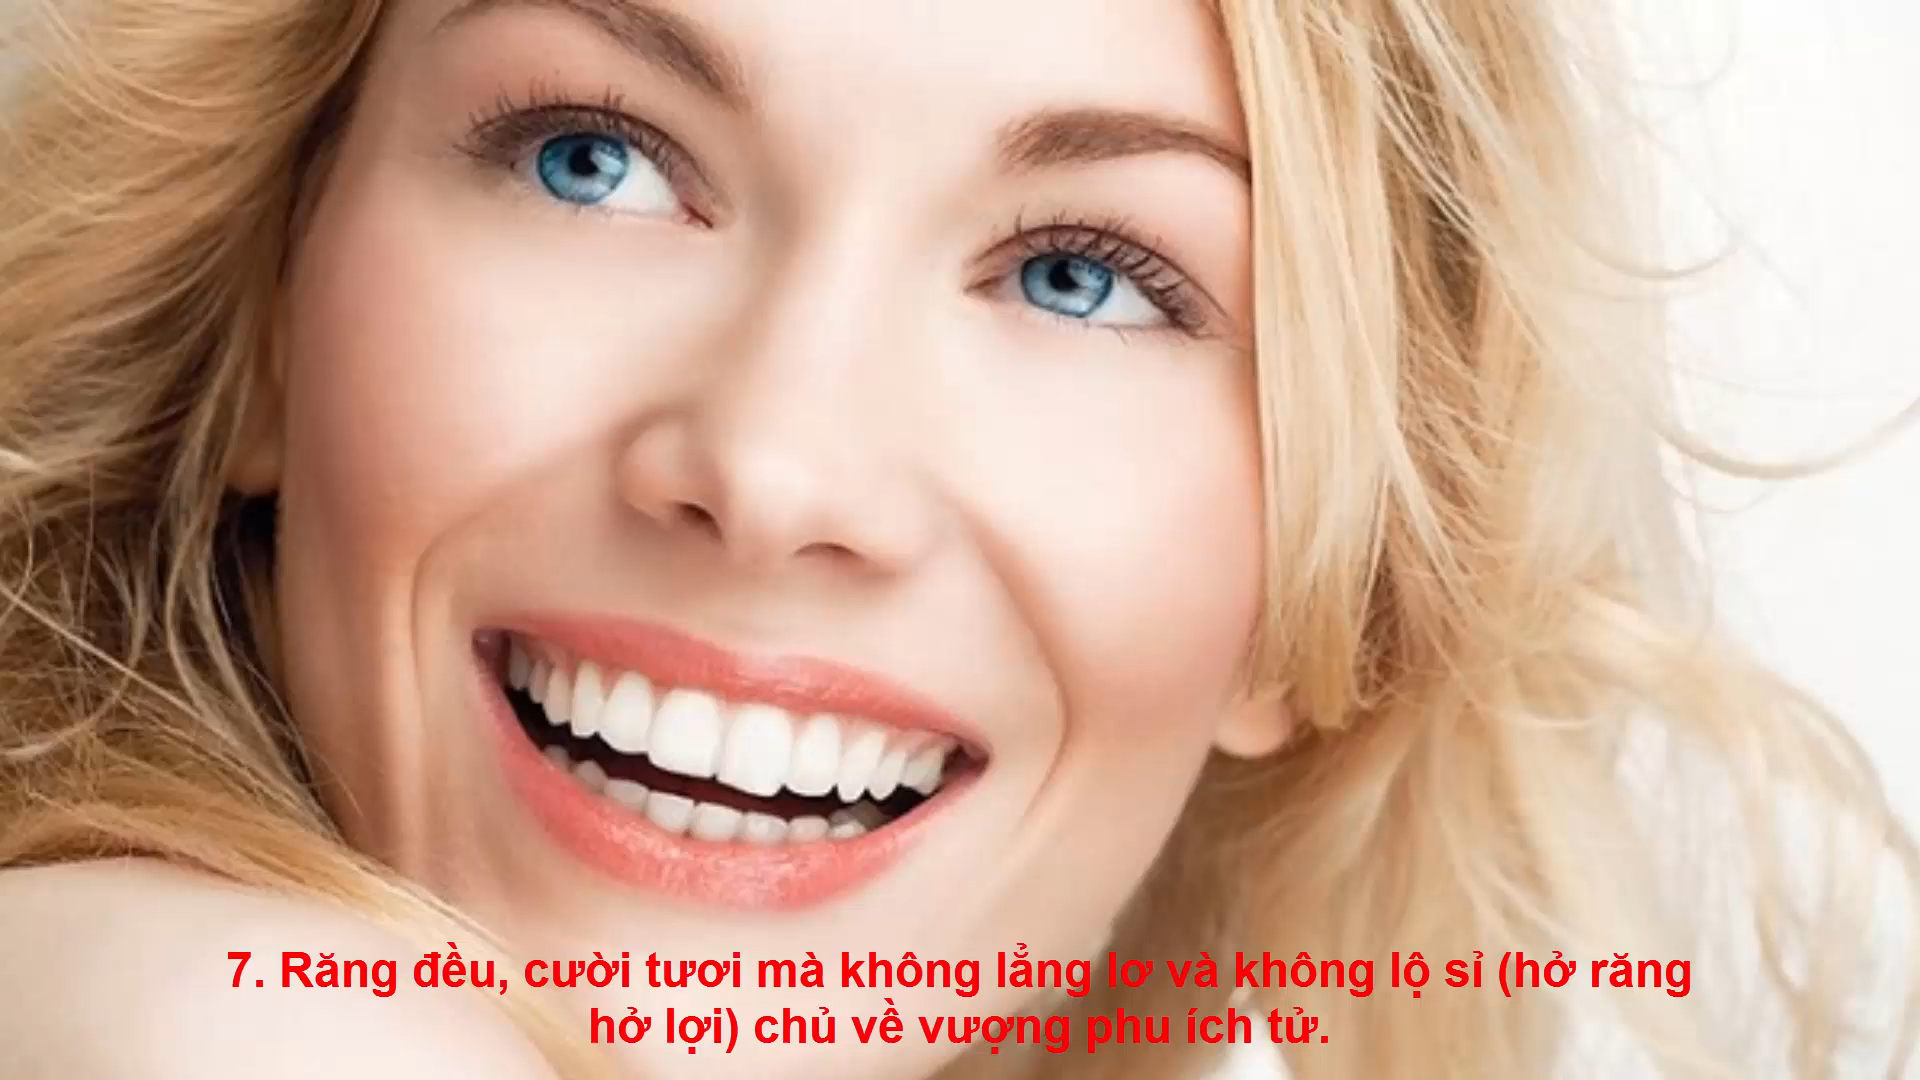 7. Răng đều, cười tươi mà không lẳng lơ và không lộ sỉ (hở răng
hở lợi) chủ về vượng phu ích tử.